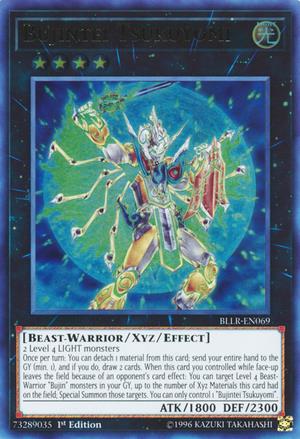 BUJINTEI TSUKUYOMI
BLLR-EN069
[BEAST-WARRIOR/XYZ/EFFECT]
2 Level 4 LIGHT monsters
Once per turn: You can detach 1 material from this card; send your entire hand to
the GY (min. 1), and if you do, draw 2 cards. When this card you controlled while face-up
leaves the field because of an opponent's card effect: You can target Level 4 Beast-
Warrior "Bujin" monsters in your GY, up to the number of Xyz Materials this card had
on the field; Special Summon those targets. You can only control 1 "Bujintei Tsukuyomi".
ATK/1800 DEF/2300
73289035 1st Edition ©1996 KAZUKI TAKAHASHI